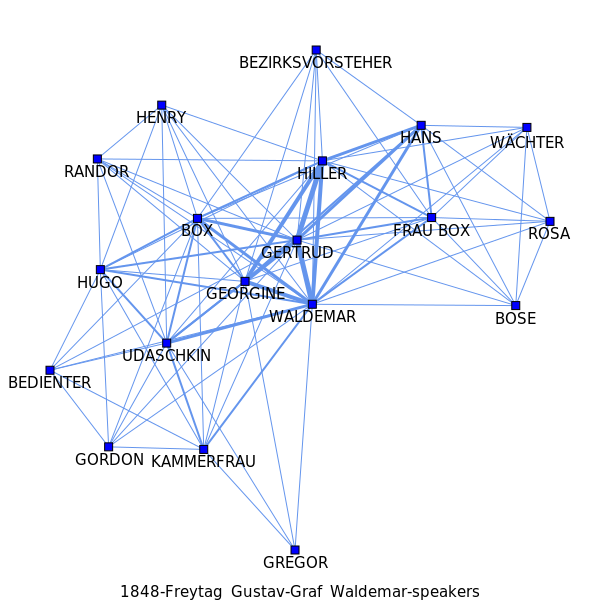 BEZIRKSVORSTEHER
HENRY
HANS
WÄCHTER
RANDOR
HILLER
BOX
FRAU BOX
ROSA
GERTRUD
HUGO
GEORGINE
WALDEMAR
BOSE
UDASCHKIN
BEDIENTER
GORDON
KAMMERFRAU
GREGOR
1848-Freytag_Gustav-Graf_Waldemar-speakers